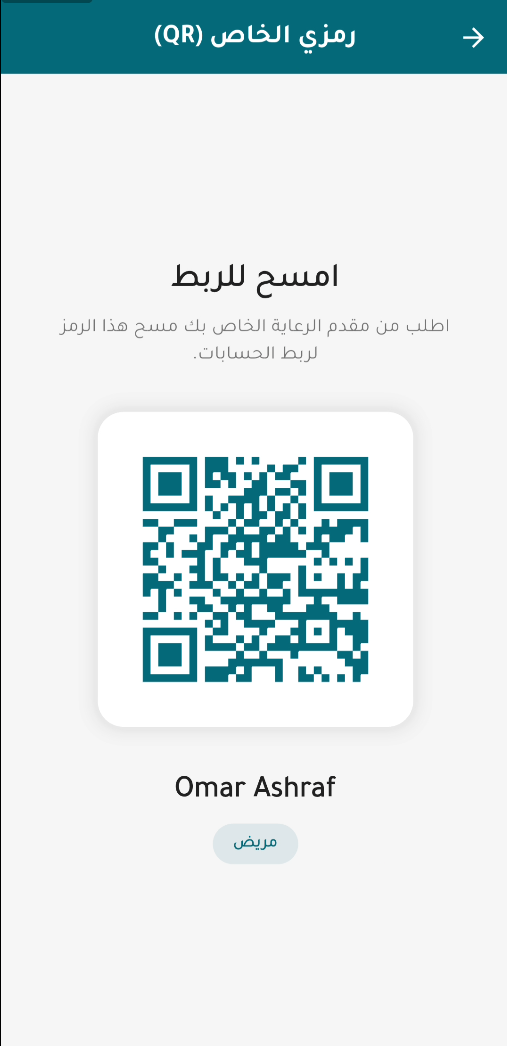 رمزي الخاص (QR)
امسح للربط
اطلب من مقدم الرعاية الخاص بك مسح هذا الرمز
لربط الحسابات.
Omar Ashraf
مريض